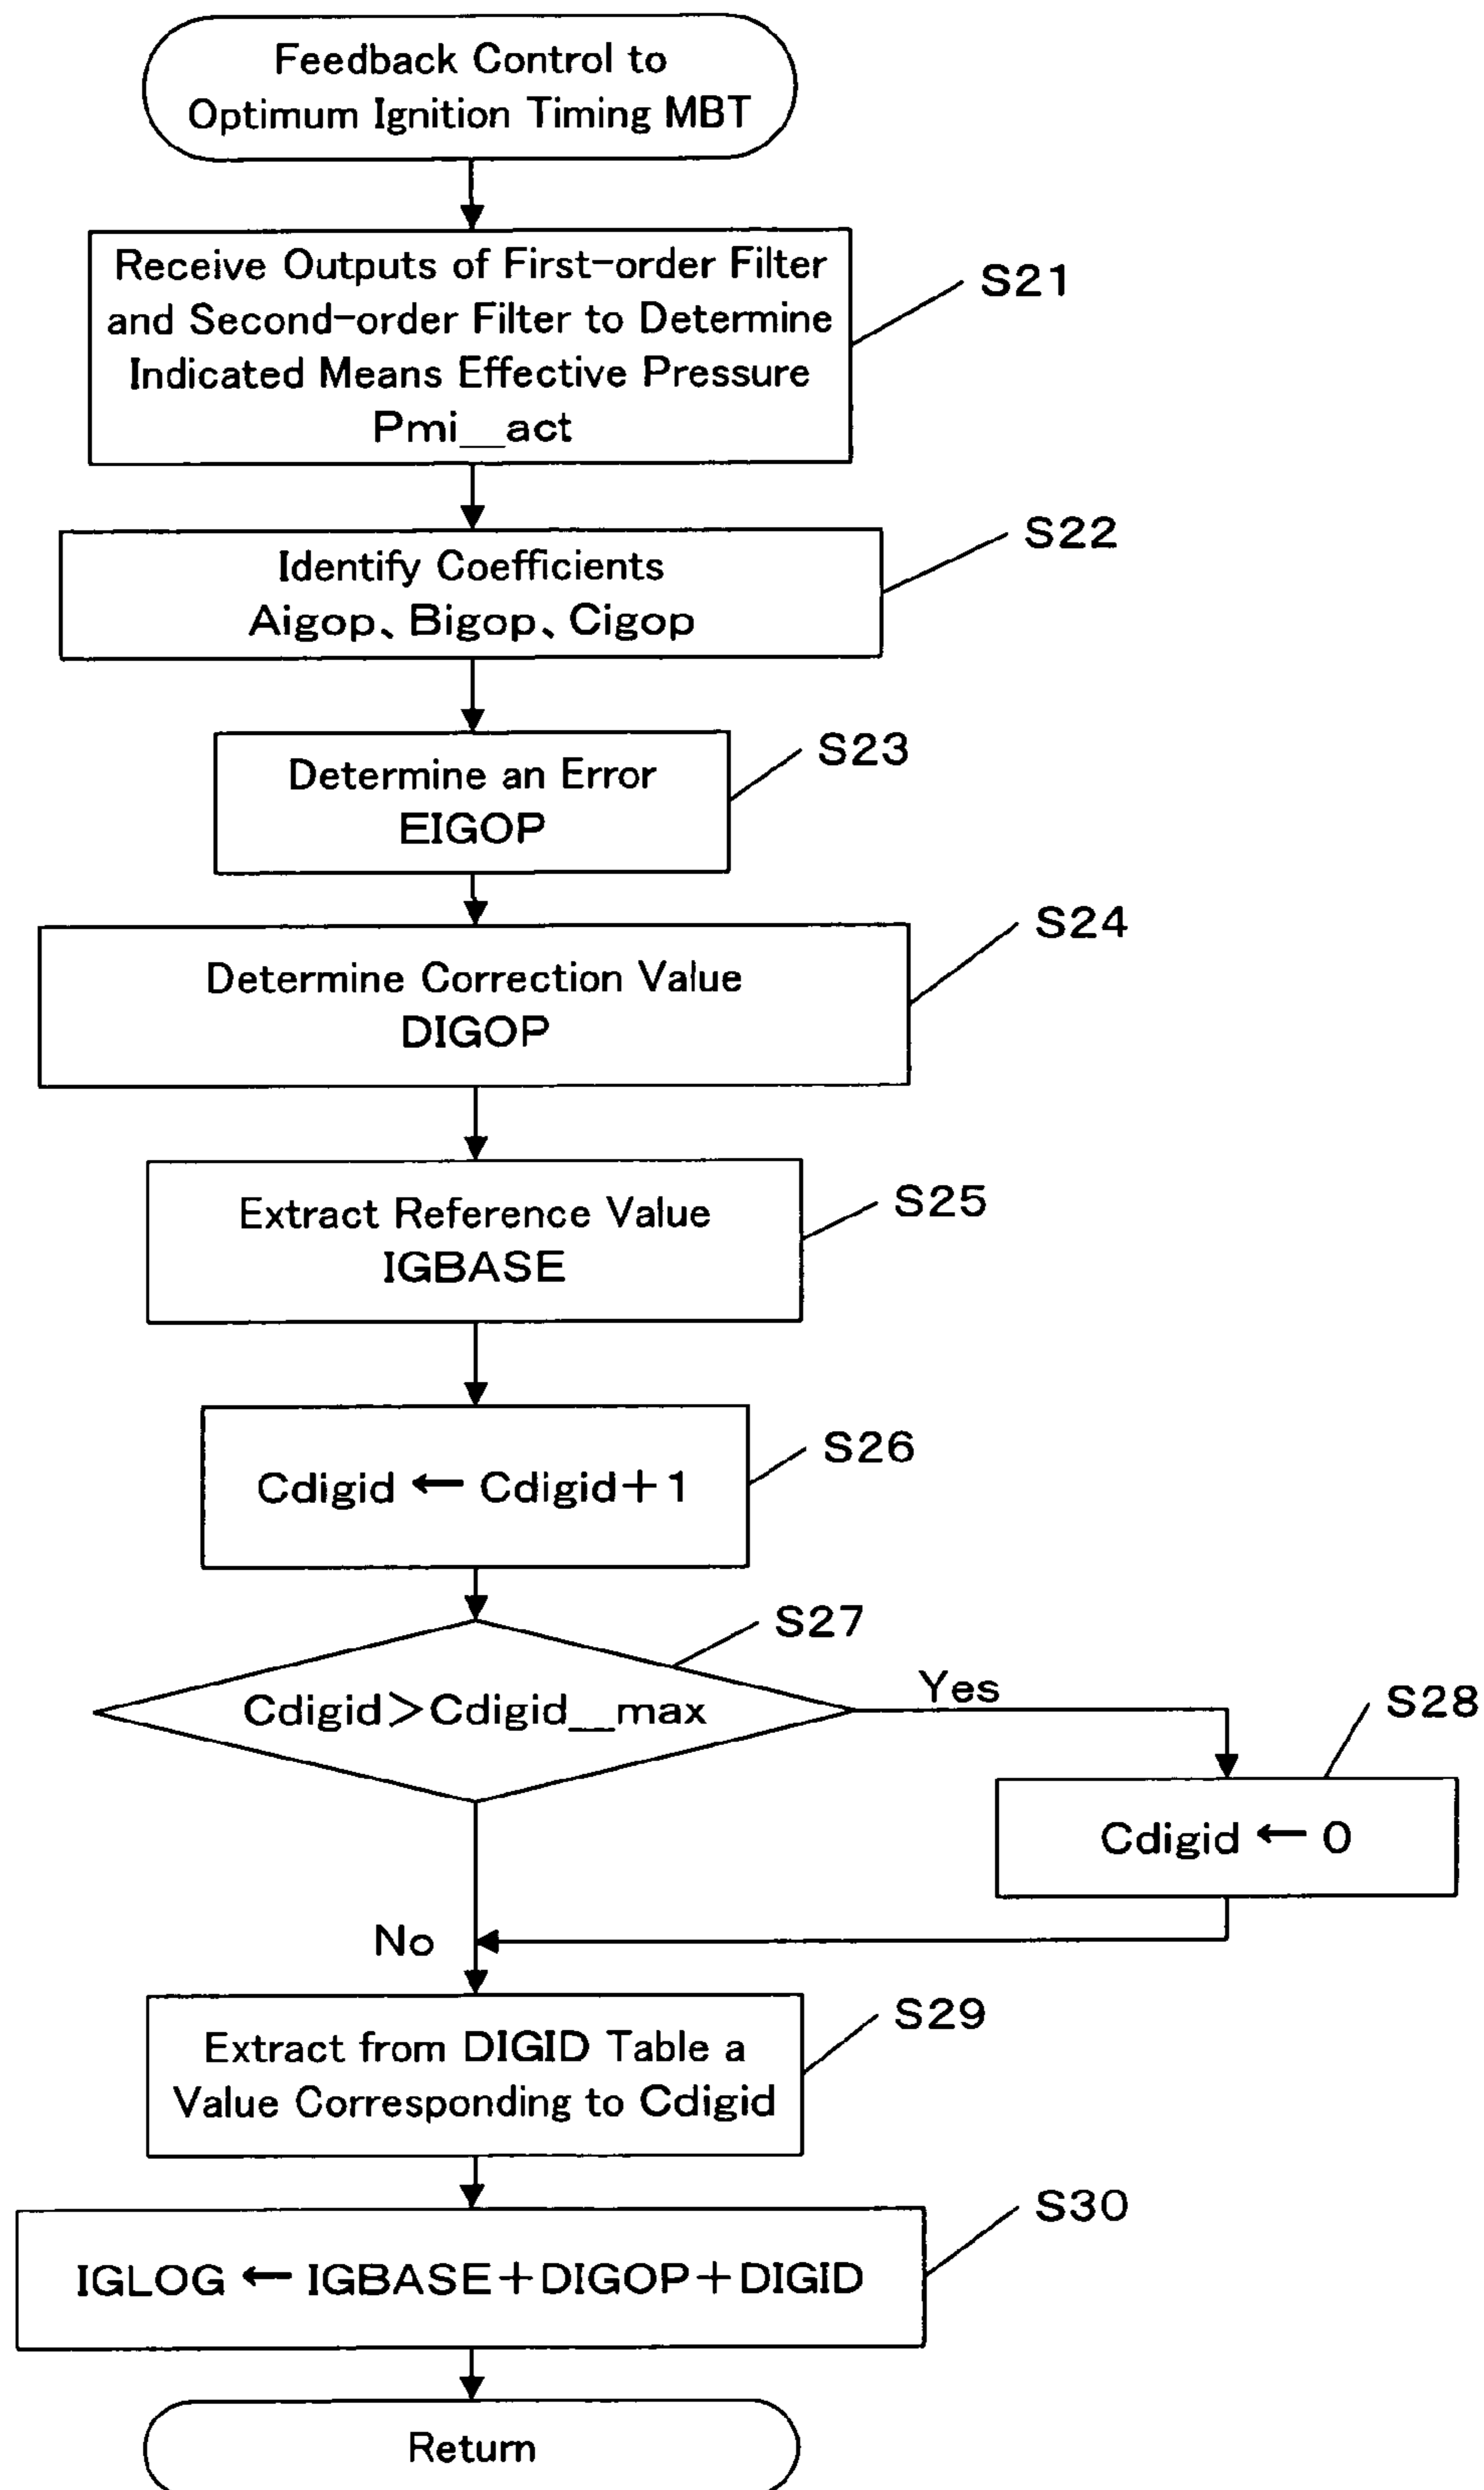 Feedback Control to
Optimum Ignition Timing MBT
Receive Outputs of First-order Filter
and Second-order Filter to Determine
Indicated Means Effective Pressure
Pmi__act
S21
Identify Coefficients
Aigop、Bigop、Cigop
S22
Determine an Error
EIGOP
S23
Determine Correction Value
DIGOP
S24
Extract Reference Value
IGBASE
S25
Cdigid ← Cdigid+1
S26
Cdigid>Cdigid__max
S27
Yes
Cdigid ← 0
S28
No
Extract from DIGID Table a
Value Corresponding to Cdigid
S29
IGLOG ← IGBASE+DIGOP+DIGID
S30
Return